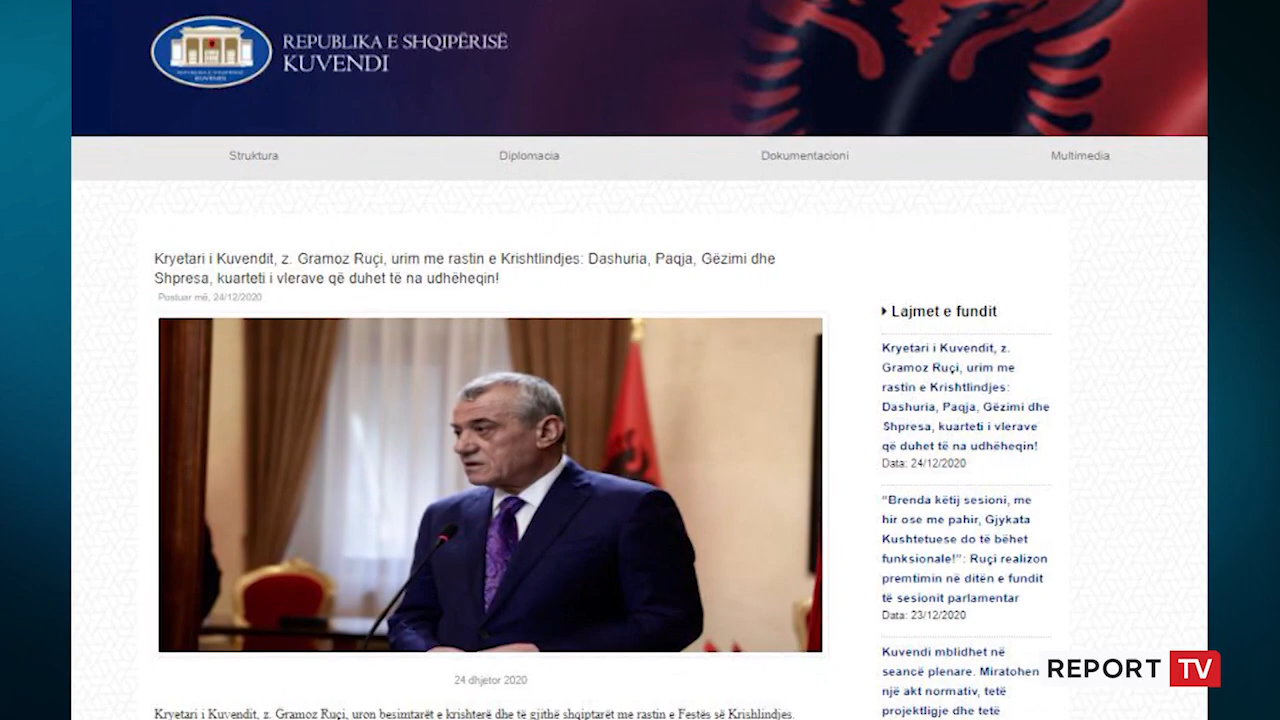 REPUBLIKA E SHQIPËRISË
KUVENDI
REPUBLIKA E SHQIPËRISË
KUVENDI
Struktura
Diplomacia
Dokumentacioni
Multimedia
Kryetari i Kuvendit, z. Gramoz Ruçi, urim me rastin e Krishtlindjes: Dashuria, Paqja, Gëzimi dhe
Shpresa, kuarteti i vlerave që duhet të na udhëheqin!
Postuar më, 24/12/2020
24 dhjetor 2020
Kryetari i Kuvendit, z. Gramoz Ruçi, uron besimtarët e krishterë dhe të gjithë shqiptarët me rastin e Festës së Krishlindjes.
Lajmet e fundit
Kryetari i Kuvendit, z.
Gramoz Ruçi, urim me
rastin e Krishtlindjes:
Dashuria, Paqja, Gëzimi dhe
Shpresa, kuarteti i vlerave
që duhet të na udhëheqin!
Data: 24/12/2020
“Brenda këtij sesioni, me
hir ose me pahir, Gjykata
Kushtetuese do të bëhet
funksionale!”: Ruçi realizon
premtimin në ditën e fundit
të sesionit parlamentar
Data: 23/12/2020
Kuvendi mblidhet në
seancë plenare. Miratohen
një akt normativ, tetë
projektligje dhe tetë
REPORT TV